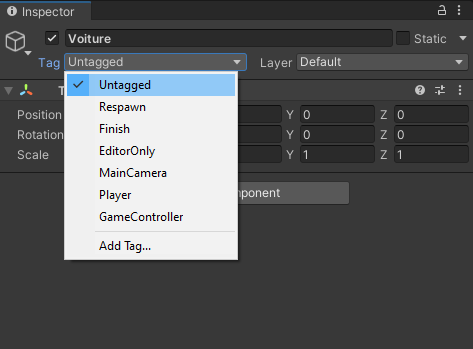 Inspector
Voiture
Static
Tag Untagged
Layer Default
Untagged
Respawn
Finish
EditorOnly
MainCamera
Player
GameController
Add Tag...
T
Position Y 0 Z 0
Rotation Y 0 Z 0
Scale Y 1 Z 1
mponent